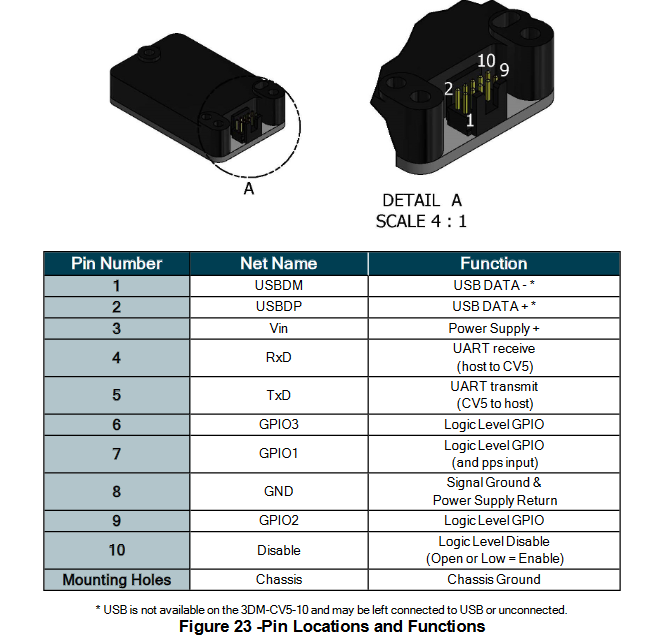 10
9
2
1
A
DETAIL A
SCALE 4 : 1
Pin Number Net Name Function
1 USBDM USB DATA - *
2 USBDP USB DATA + *
3 Vin Power Supply +
4 RxD UART receive
(host to CV5)
5 TxD UART transmit
(CV5 to host)
6 GPIO3 Logic Level GPIO
7 GPIO1 Logic Level GPIO
(and pps input)
8 GND Signal Ground &
Power Supply Return
9 GPIO2 Logic Level GPIO
10 Disable Logic Level Disable
(Open or Low = Enable)
Mounting Holes Chassis Chassis Ground
* USB is not available on the 3DM-CV5-10 and may be left connected to USB or unconnected.
Figure 23 -Pin Locations and Functions